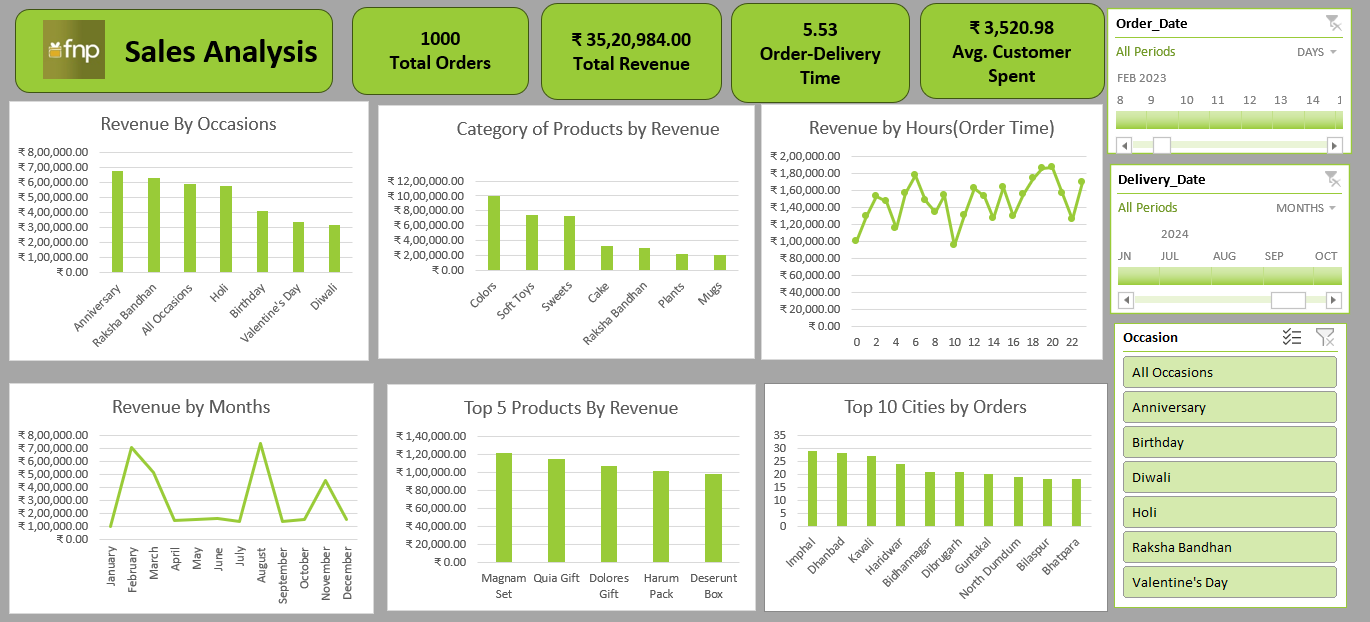 fnp
Sales Analysis
1000
Total Orders
₹ 35,20,984.00
Total Revenue
5.53
Order-Delivery
Time
₹ 3,520.98
Avg. Customer
Spent
Order_Date
All Periods
DAYS
FEB 2023
8 9 10 11 12 13 14 1
Revenue By Occasions
₹ 8,00,000.00
₹ 7,00,000.00
₹ 6,00,000.00
₹ 5,00,000.00
₹ 4,00,000.00
₹ 3,00,000.00
₹ 2,00,000.00
₹ 1,00,000.00
₹ 0.00
Anniversary
Raksha Bandhan
All Occasions
Holi
Birthday
Valentine's Day
Diwali
Category of Products by Revenue
₹ 12,00,000.00
₹ 10,00,000.00
₹ 8,00,000.00
₹ 6,00,000.00
₹ 4,00,000.00
₹ 2,00,000.00
₹ 0.00
Colors
Soft Toys
Sweets
Cake
Raksha Bandhan
Plants
Mugs
Revenue by Hours(Order Time)
₹ 2,00,000.00
₹ 1,80,000.00
₹ 1,60,000.00
₹ 1,40,000.00
₹ 1,20,000.00
₹ 1,00,000.00
₹ 80,000.00
₹ 60,000.00
₹ 40,000.00
₹ 20,000.00
₹ 0.00
0 2 4 6 8 10 12 14 16 18 20 22
Delivery_Date
All Periods
MONTHS
2024
JN JUL AUG SEP OCT
Occasion
All Occasions
Anniversary
Birthday
Diwali
Holi
Raksha Bandhan
Valentine's Day
Revenue by Months
₹ 8,00,000.00
₹ 7,00,000.00
₹ 6,00,000.00
₹ 5,00,000.00
₹ 4,00,000.00
₹ 3,00,000.00
₹ 2,00,000.00
₹ 1,00,000.00
₹ 0.00
January
February
March
April
May
June
July
August
September
October
November
December
Top 5 Products By Revenue
₹ 1,40,000.00
₹ 1,20,000.00
₹ 1,00,000.00
₹ 80,000.00
₹ 60,000.00
₹ 40,000.00
₹ 20,000.00
₹ 0.00
Magnam Quia Gift Dolores Harum Deserunt
Set Gift Pack Box
Top 10 Cities by Orders
35
30
25
20
15
10
5
0
Imphal
Dhanbad
Kavali
Haridwar
Bidhannagar
Dibrugarh
Guntakal
North Dumdum
Bilaspur
Bhatpara